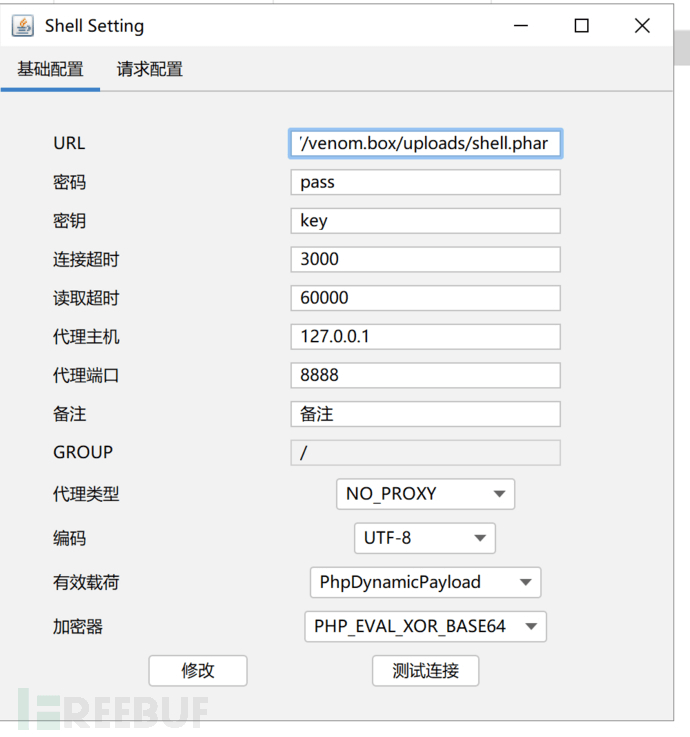 Shell Setting
基础配置 请求配置
URL '/venom.box/uploads/shell.phar
密码 pass
密钥 key
连接超时 3000
读取超时 60000
代理主机 127.0.0.1
代理端口 8888
备注 备注
GROUP /
代理类型 NO_PROXY
编码 UTF-8
有效载荷 PhpDynamicPayload
加密器 PHP_EVAL_XOR_BASE64
修改 测试连接
FREEBUF